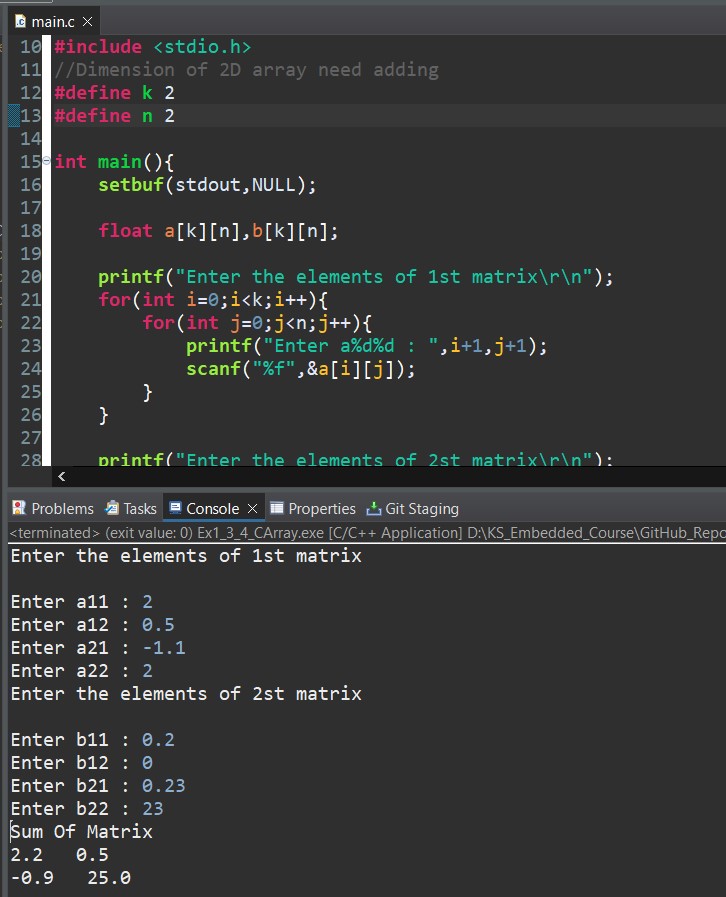 main.c
10 #include <stdio.h>
11 //Dimension of 2D array need adding
12 #define k 2
13 #define n 2
14
15 int main(){
16 setbuf(stdout,NULL);
17
18 float a[k][n],b[k][n];
19
20 printf("Enter the elements of 1st matrix\r\n");
21 for(int i=0;i<k;i++){
22 for(int j=0;j<n;j++){
23 printf("Enter a%d%d : ",i+1,j+1);
24 scanf("%f",&a[i][j]);
25 }
26 }
27
28 printf("Enter the elements of 2st matrix\r\n");
Problems Tasks Console Properties Git Staging
<terminated> (exit value: 0) Ex1_3_4_CArray.exe [C/C++ Application] D:\KS_Embedded_Course\GitHub_Repo
Enter the elements of 1st matrix
Enter a11 : 2
Enter a12 : 0.5
Enter a21 : -1.1
Enter a22 : 2
Enter the elements of 2st matrix
Enter b11 : 0.2
Enter b12 : 0
Enter b21 : 0.23
Enter b22 : 23
Sum Of Matrix
2.2 0.5
-0.9 25.0